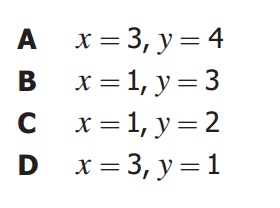 A x = 3, y = 4
B x = 1, y = 3
C x = 1, y = 2
D x = 3, y = 1